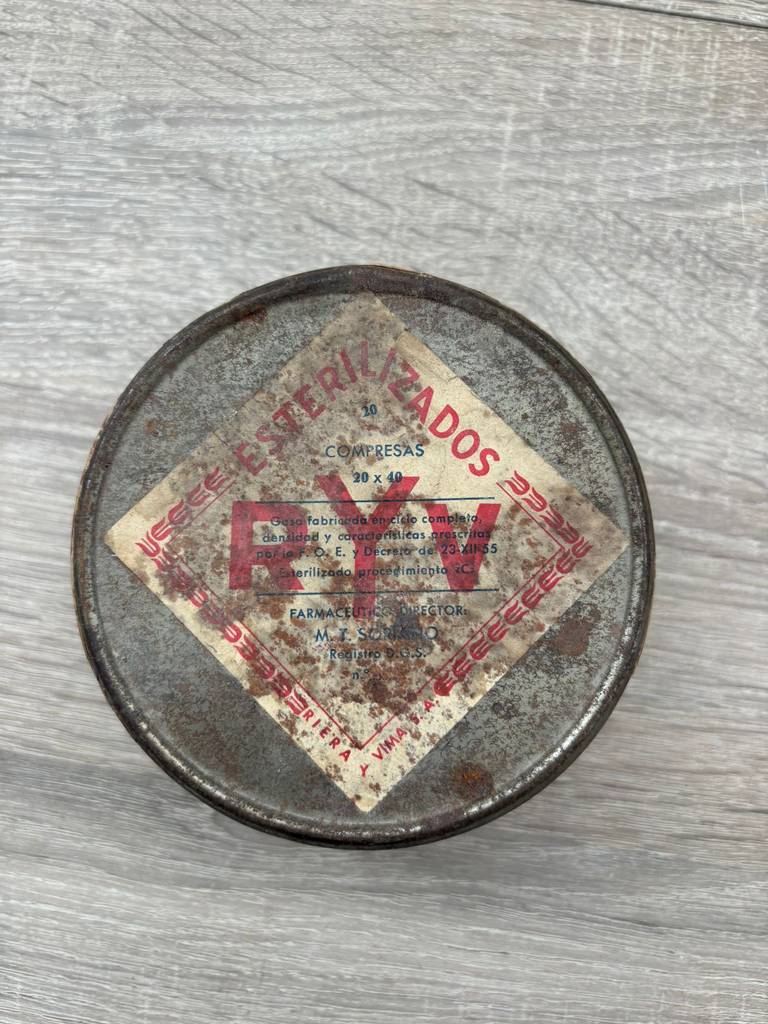 ESTERILIZADOS
20
COMPRESAS
20 x 40
RYV
Gasa fabricada en ciclo completo,
densidad y características prescritas
por la F. O. E. y Decreto de 23-XII-55
Esterilizado procedimiento
FARMACEUTICO DIRECTOR:
M. T. SORIANO
Registro D.G.S.
n.º
RIERA Y VIMA, S.A.